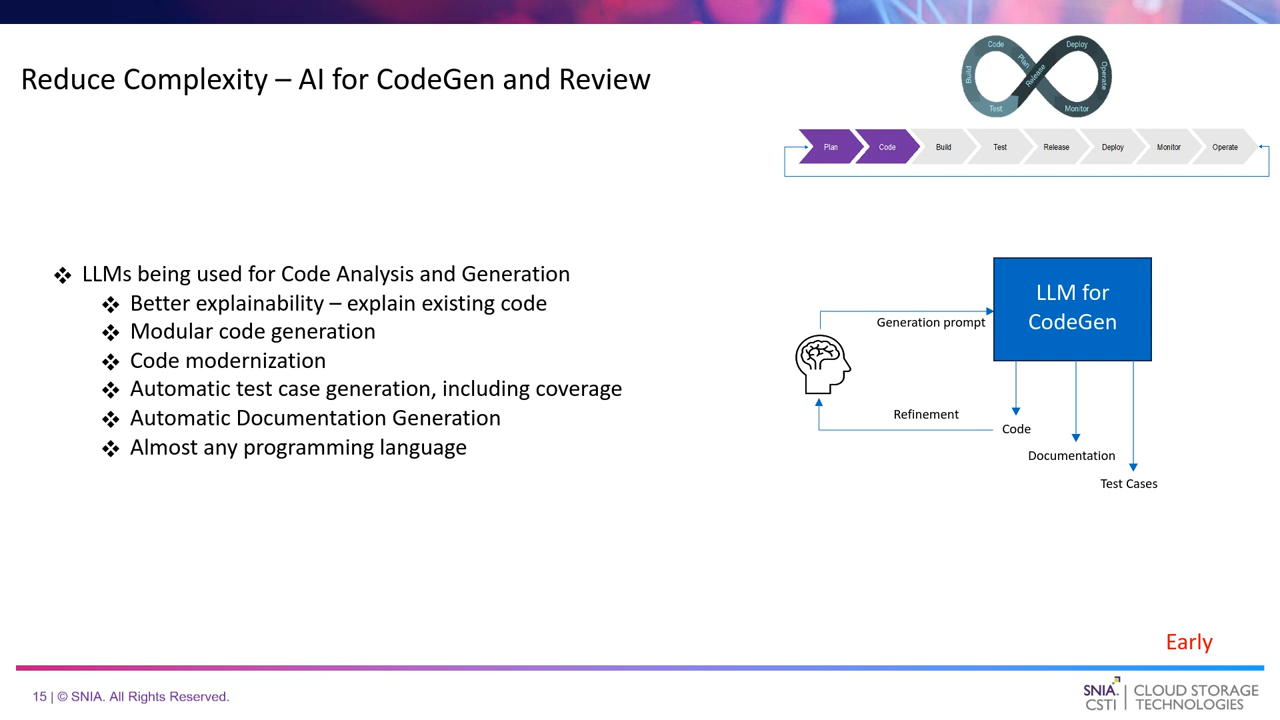 Reduce Complexity – AI for CodeGen and Review
Code
Deploy
Build
Plan
Release
Operate
Test
Monitor
Plan
Code
Build
Test
Release
Deploy
Monitor
Operate
❖ LLMs being used for Code Analysis and Generation
❖ Better explainability – explain existing code
❖ Modular code generation
❖ Code modernization
❖ Automatic test case generation, including coverage
❖ Automatic Documentation Generation
❖ Almost any programming language
LLM for
CodeGen
Generation prompt
Refinement
Code
Documentation
Test Cases
Early
15 | © SNIA. All Rights Reserved.
SNIA.
CSTI
CLOUD STORAGE
TECHNOLOGIES